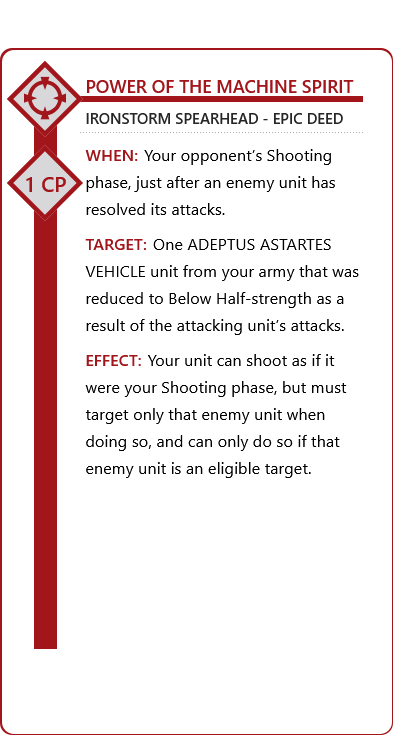 POWER OF THE MACHINE SPIRIT
IRONSTORM SPEARHEAD - EPIC DEED
1 CP
WHEN: Your opponent's Shooting
phase, just after an enemy unit has
resolved its attacks.
TARGET: One ADEPTUS ASTARTES
VEHICLE unit from your army that was
reduced to Below Half-strength as a
result of the attacking unit's attacks.
EFFECT: Your unit can shoot as if it
were your Shooting phase, but must
target only that enemy unit when
doing so, and can only do so if that
enemy unit is an eligible target.